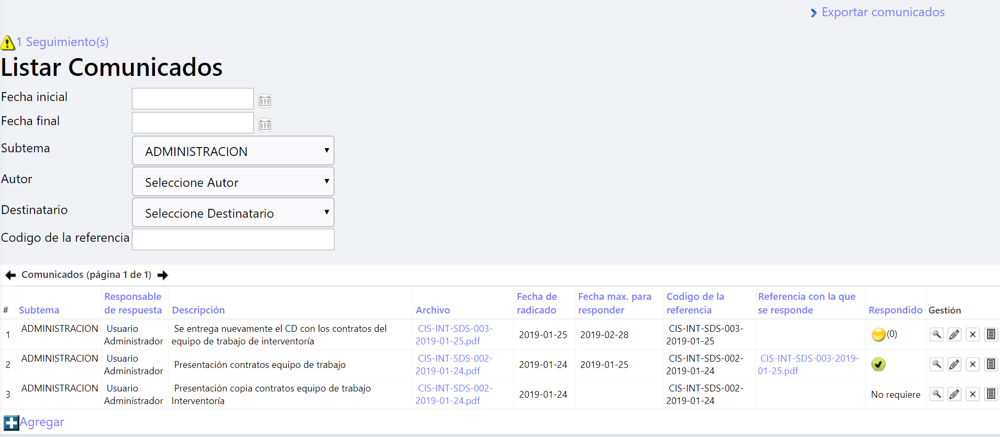 Exportar comunicados
1 Seguimiento(s)
Listar Comunicados
Fecha inicial
Fecha final
Subtema ADMINISTRACION
Autor Seleccione Autor
Destinatario Seleccione Destinatario
Codigo de la referencia
Comunicados (página 1 de 1)
# Subtema Responsable de respuesta Descripción Archivo Fecha de radicado Fecha max. para responder Codigo de la referencia Referencia con la que se responde Respondido Gestión
1 ADMINISTRACION Usuario Administrador Se entrega nuevamente el CD con los contratos del equipo de trabajo de interventoría CIS-INT-SDS-003-2019-01-25.pdf 2019-01-25 2019-02-28 CIS-INT-SDS-003-2019-01-25 (0)
2 ADMINISTRACION Usuario Administrador Presentación contratos equipo de trabajo CIS-INT-SDS-002-2019-01-24.pdf 2019-01-24 2019-01-25 CIS-INT-SDS-002-2019-01-24 CIS-INT-SDS-003-2019-01-25.pdf
3 ADMINISTRACION Usuario Administrador Presentación copia contratos equipo de trabajo Interventoría CIS-INT-SDS-002-2019-01-24.pdf 2019-01-24 CIS-INT-SDS-002-2019-01-24 No requiere
Agregar